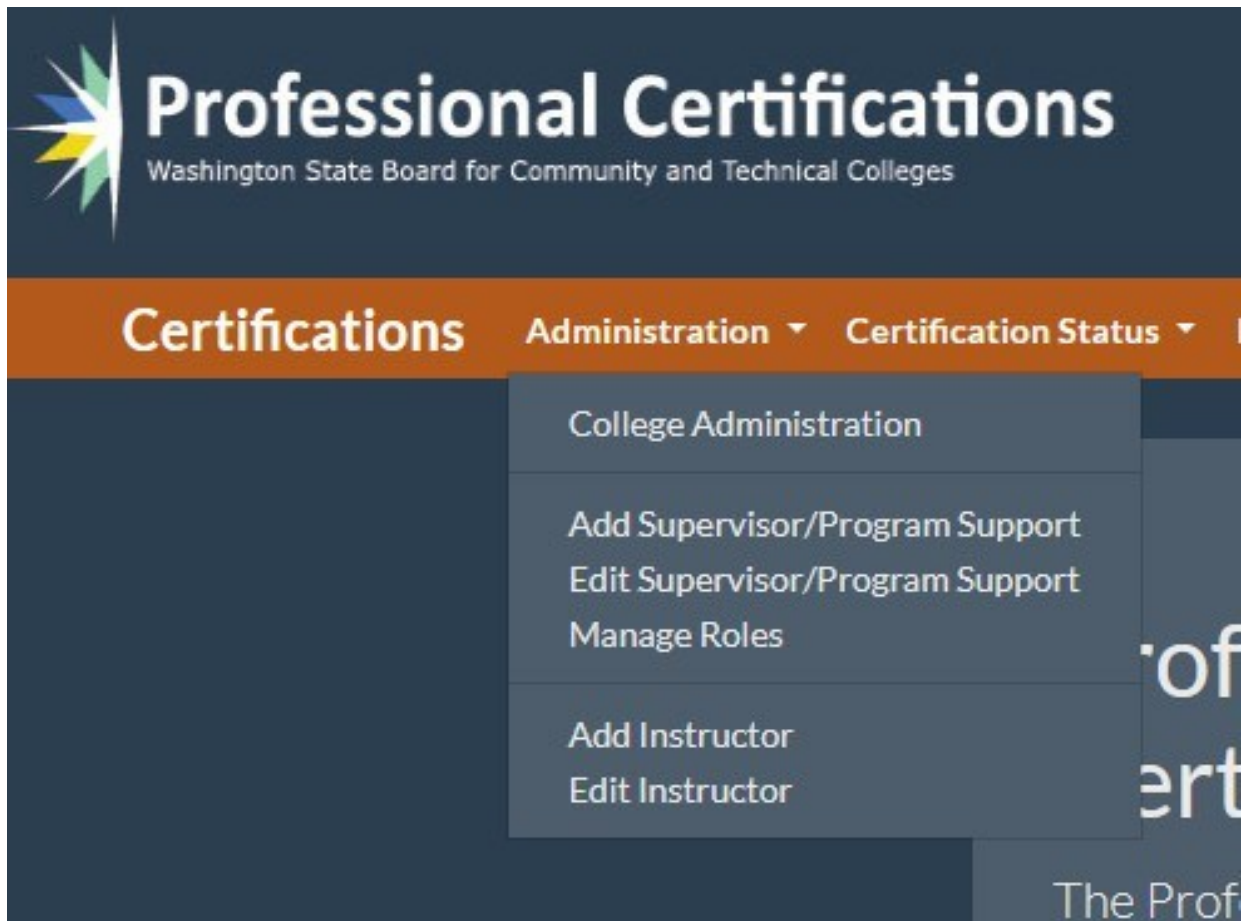 Professional Certifications
Washington State Board for Community and Technical Colleges
Certifications Administration Certification Status
College Administration
Add Supervisor/Program Support
Edit Supervisor/Program Support
Manage Roles
Add Instructor
Edit Instructor
The